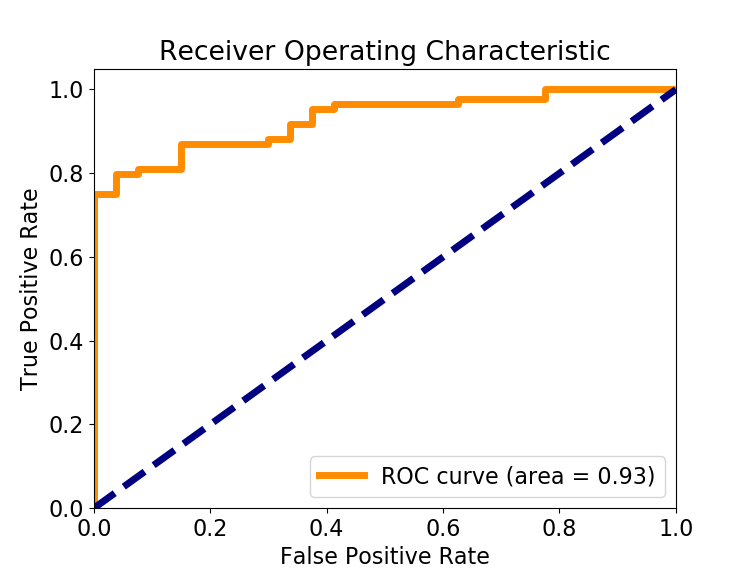 Receiver Operating Characteristic
1.0
0.8
0.6
0.4
0.2
0.0
True Positive Rate
ROC curve (area = 0.93)
0.0 0.2 0.4 0.6 0.8 1.0
False Positive Rate